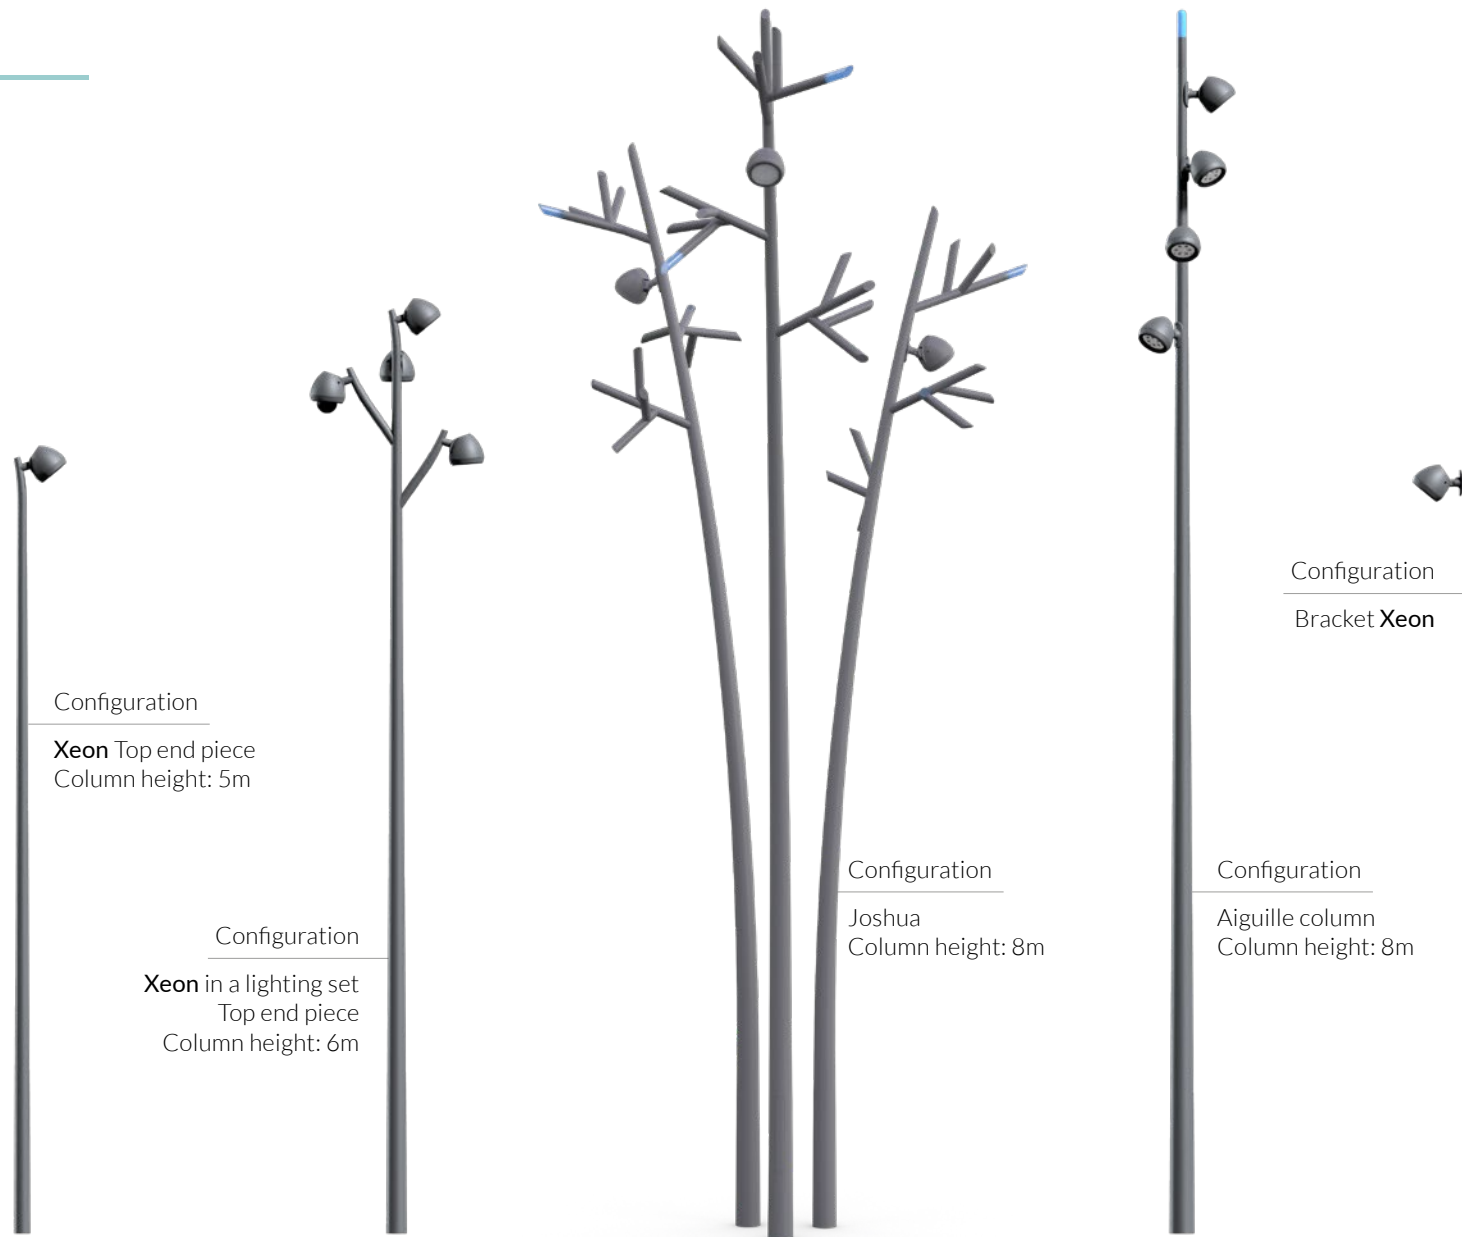 Configuration
Xeon Top end piece
Column height: 5m
Configuration
Xeon in a lighting set
Top end piece
Column height: 6m
Configuration
Joshua
Column height: 8m
Configuration
Aiguille column
Column height: 8m
Configuration
Bracket Xeon